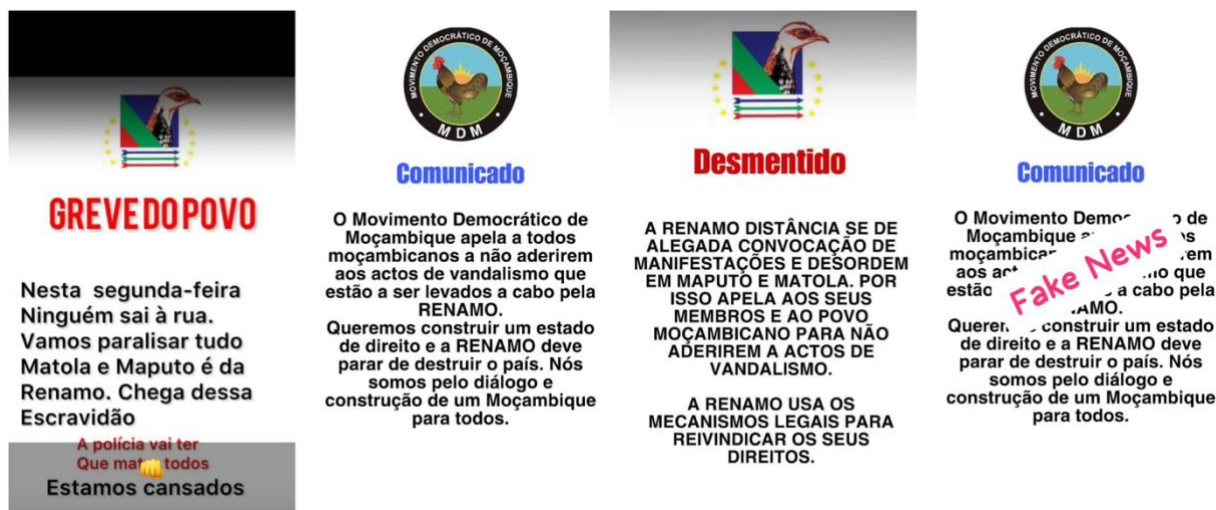 GREVE DO POVO
Nesta segunda-feira
Ninguém sai à rua.
Vamos paralisar tudo
Matola e Maputo é da
Renamo. Chega dessa
Escravidão
A polícia vai ter
Que mat todos
Estamos cansados
MOVIMENTO DEMOCRÁTICO DE MOÇAMBIQUE
MDM
Comunicado
O Movimento Democrático de
Moçambique apela a todos
moçambicanos a não aderirem
aos actos de vandalismo que
estão a ser levados a cabo pela
RENAMO.
Queremos construir um estado
de direito e a RENAMO deve
parar de destruir o país. Nós
somos pelo diálogo e
construção de um Moçambique
para todos.
Desmentido
A RENAMO DISTÂNCIA SE DE
ALEGADA CONVOCAÇÃO DE
MANIFESTAÇÕES E DESORDEM
EM MAPUTO E MATOLA. POR
ISSO APELA AOS SEUS
MEMBROS E AO POVO
MOÇAMBICANO PARA NÃO
ADERIREM A ACTOS DE
VANDALISMO.
A RENAMO USA OS
MECANISMOS LEGAIS PARA
REIVINDICAR OS SEUS
DIREITOS.
MOVIMENTO DEMOCRÁTICO DE MOÇAMBIQUE
MDM
Comunicado
O Movimento de
Moçambique
aos que
estão a cabo pela
Fake News
construir um estado
de direito e a RENAMO deve
parar de destruir o país. Nós
somos pelo diálogo e
construção de um Moçambique
para todos.